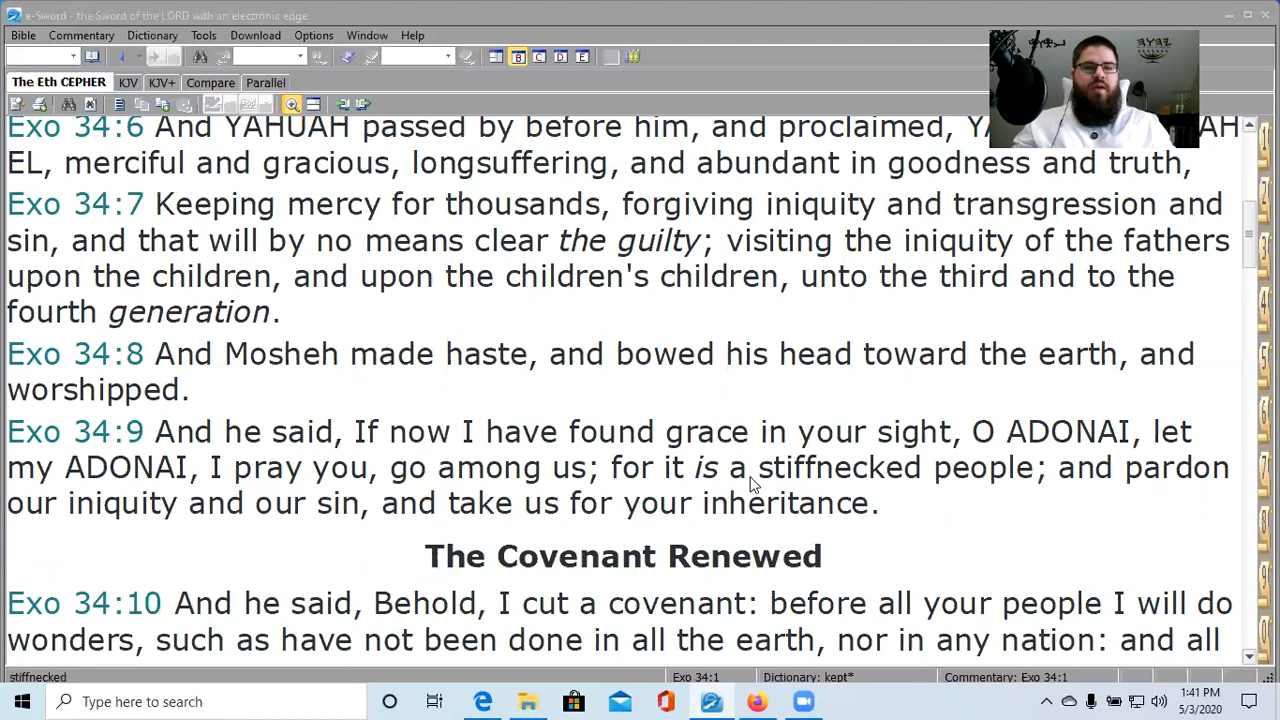 e-Sword - the Sword of the LORD with an electronic edge
Bible Commentary Dictionary Tools Download Options Window Help
B C D E
The Eth CEPHER KJV KJV+ Compare Parallel
Exo 34:6 And YAHUAH passed by before him, and proclaimed,
EL, merciful and gracious, longsuffering, and abundant in goodness and truth,
Exo 34:7 Keeping mercy for thousands, forgiving iniquity and transgression and
sin, and that will by no means clear the guilty; visiting the iniquity of the fathers
upon the children, and upon the children's children, unto the third and to the
fourth generation.
Exo 34:8 And Mosheh made haste, and bowed his head toward the earth, and
worshipped.
Exo 34:9 And he said, If now I have found grace in your sight, O ADONAI, let
my ADONAI, I pray you, go among us; for it is a stiffnecked people; and pardon
our iniquity and our sin, and take us for your inheritance.
The Covenant Renewed
Exo 34:10 And he said, Behold, I cut a covenant: before all your people I will do
wonders, such as have not been done in all the earth, nor in any nation: and all
stiffnecked Exo 34:1 Dictionary: kept* Commentary: Exo 34:1
Type here to search
1:41 PM
5/3/2020